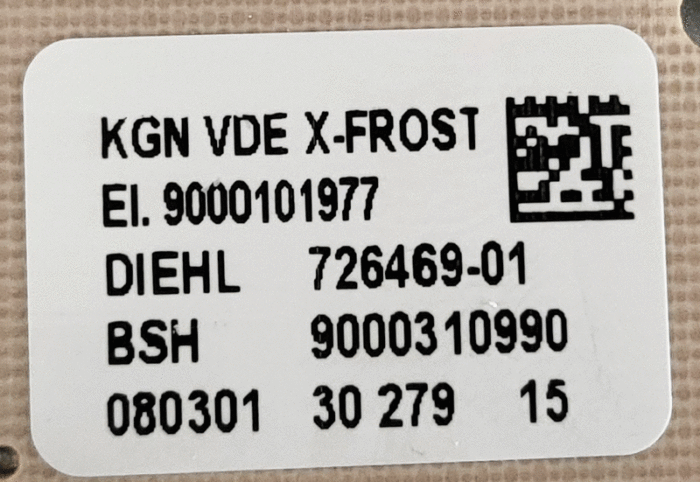 KGN VDE X-FROST
El. 9000101977
DIEHL 726469-01
BSH 9000310990
080301 30 279 15